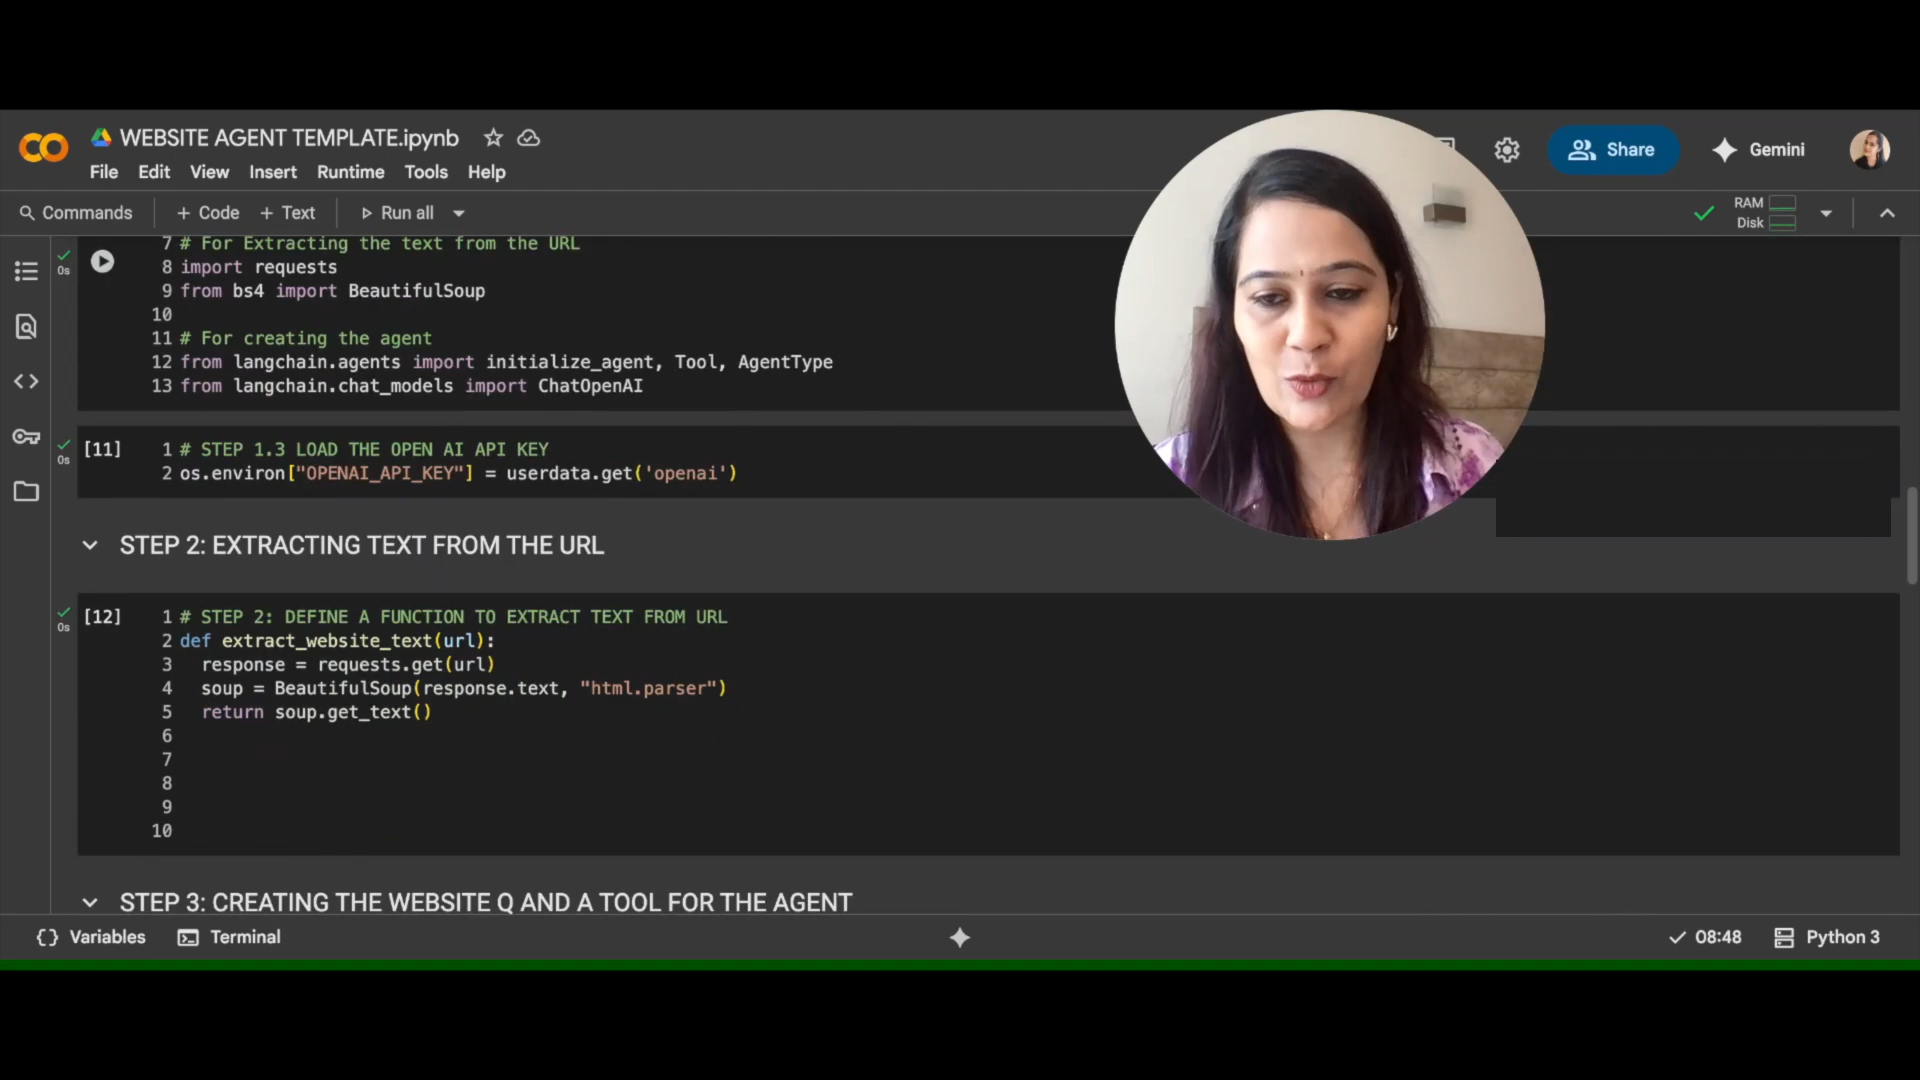 WEBSITE AGENT TEMPLATE.ipynb
File Edit View Insert Runtime Tools Help
Share
Gemini
Commands + Code + Text Run all
RAM
Disk
0s
7 # For Extracting the text from the URL
8 import requests
9 from bs4 import BeautifulSoup
10
11 # For creating the agent
12 from langchain.agents import initialize_agent, Tool, AgentType
13 from langchain.chat_models import ChatOpenAI
0s
[11] 1 # STEP 1.3 LOAD THE OPEN AI API KEY
2 os.environ["OPENAI_API_KEY"] = userdata.get('openai')
STEP 2: EXTRACTING TEXT FROM THE URL
0s
[12] 1 # STEP 2: DEFINE A FUNCTION TO EXTRACT TEXT FROM URL
2 def extract_website_text(url):
3 response = requests.get(url)
4 soup = BeautifulSoup(response.text, "html.parser")
5 return soup.get_text()
6
7
8
9
10
STEP 3: CREATING THE WEBSITE Q AND A TOOL FOR THE AGENT
{} Variables Terminal 08:48 Python 3